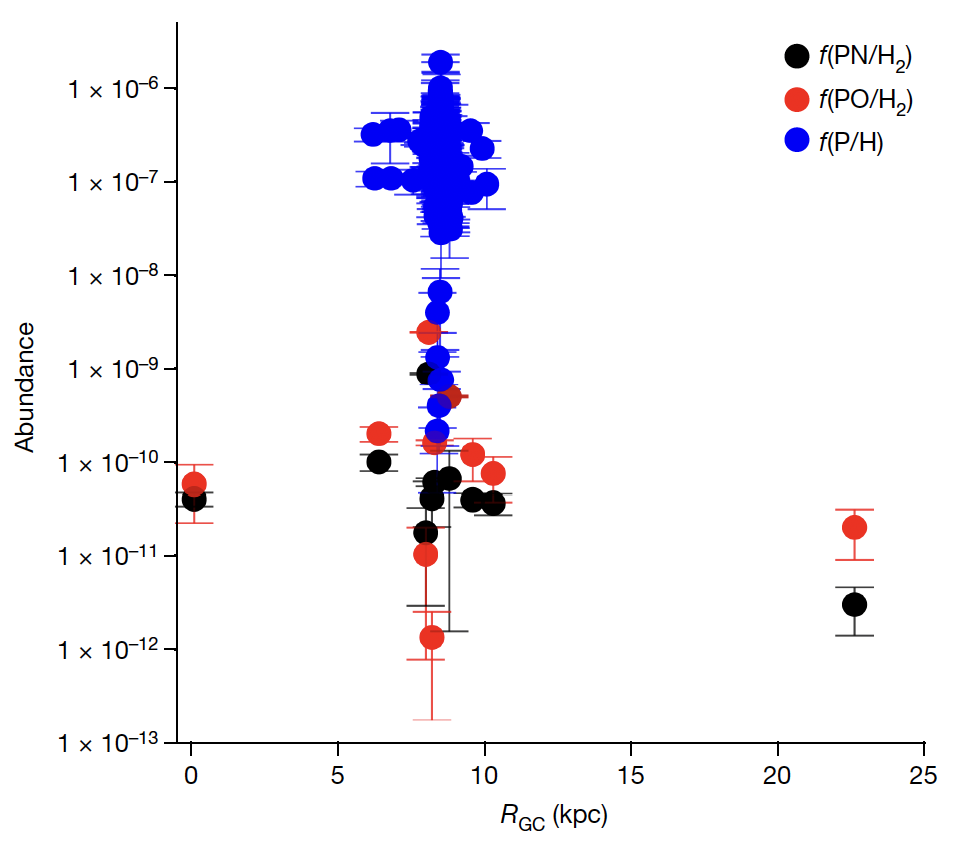 f(PN/H₂)
f(PO/H₂)
f(P/H)
1 × 10⁻⁶
1 × 10⁻⁷
1 × 10⁻⁸
1 × 10⁻⁹
1 × 10⁻¹⁰
1 × 10⁻¹¹
1 × 10⁻¹²
1 × 10⁻¹³
Abundance
0 5 10 15 20 25
R_GC (kpc)